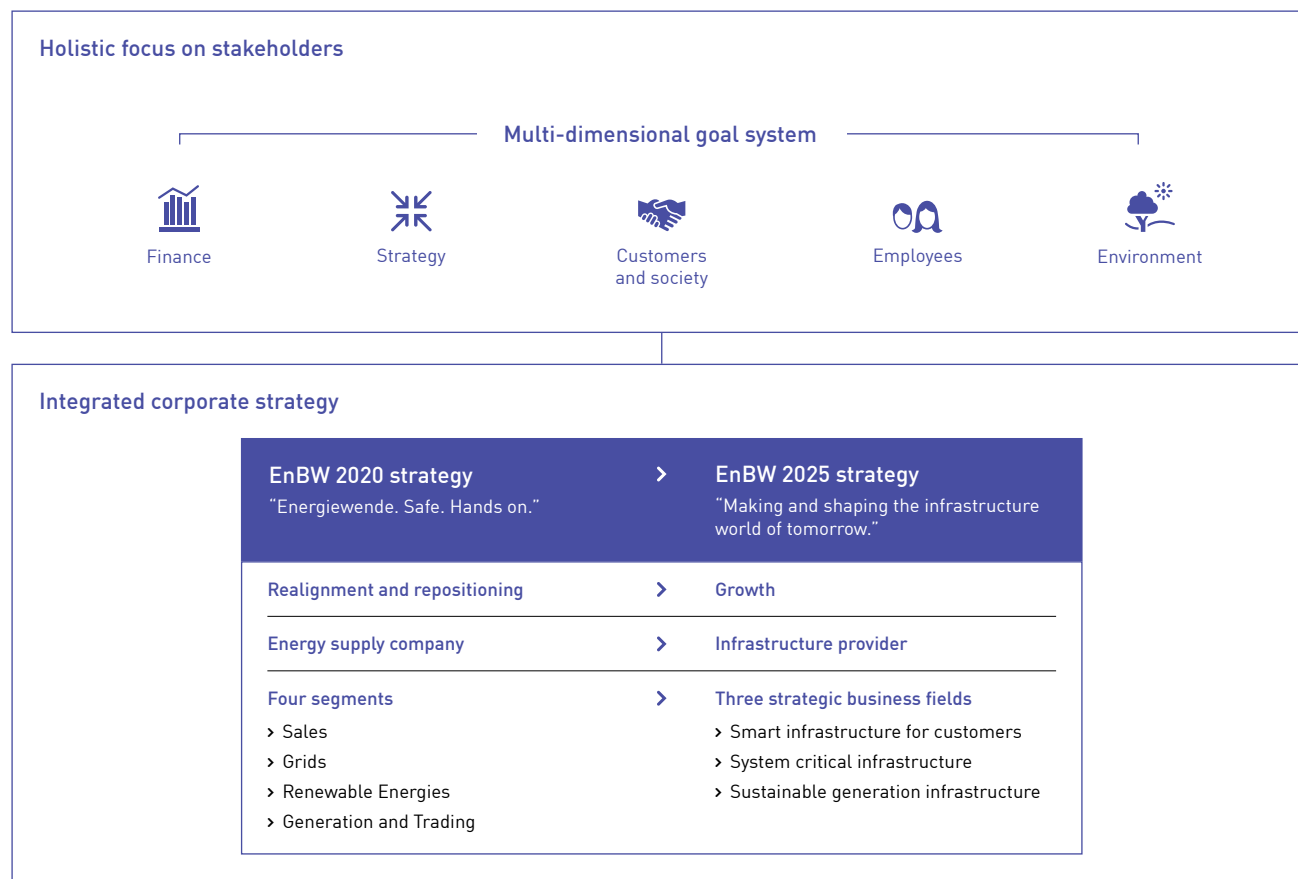 Holistic focus on stakeholders
Multi-dimensional goal system
Finance
Strategy
Customers
and society
Employees
Environment
Integrated corporate strategy
EnBW 2020 strategy
“Energiewende. Safe. Hands on.”
›
EnBW 2025 strategy
“Making and shaping the infrastructure
world of tomorrow.”
Realignment and repositioning › Growth
Energy supply company › Infrastructure provider
Four segments
› Sales
› Grids
› Renewable Energies
› Generation and Trading
›
Three strategic business fields
› Smart infrastructure for customers
› System critical infrastructure
› Sustainable generation infrastructure